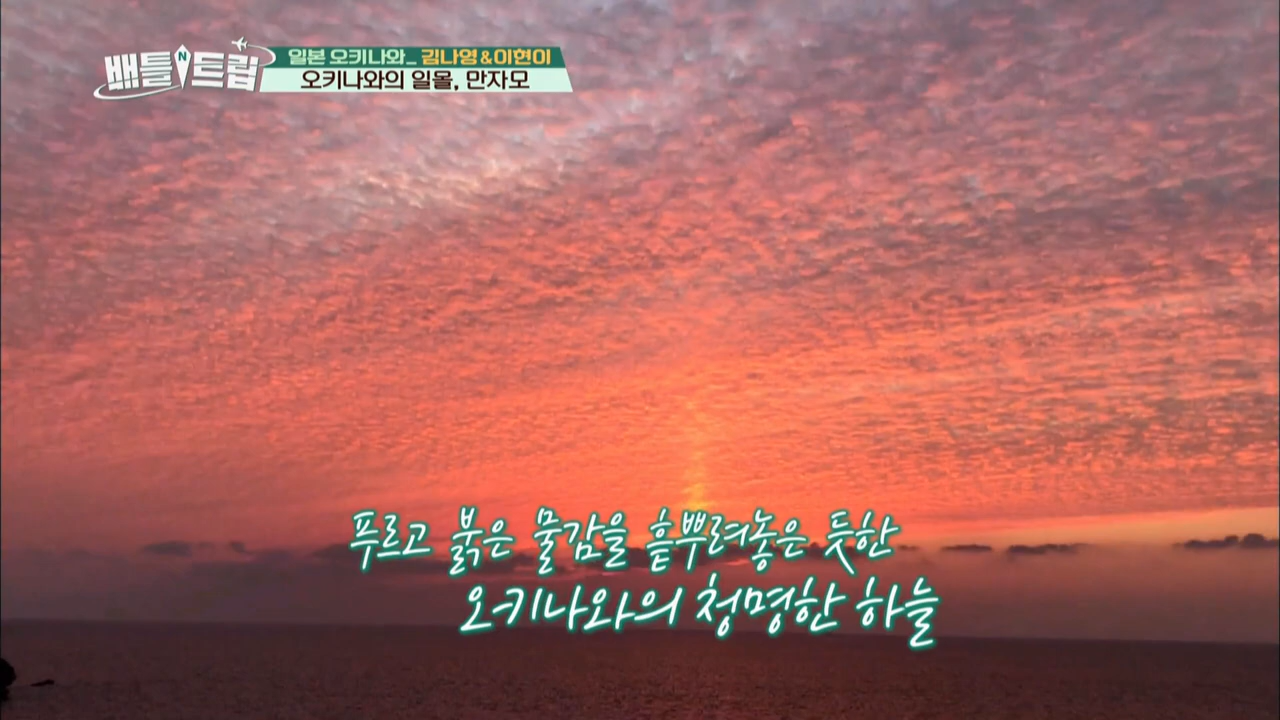 배틀트립
일본 오키나와_ 김나영&이현이
오키나와의 일몰, 만자모
푸르고 붉은 물감을 흩뿌려놓은 듯한
오키나와의 청명한 하늘